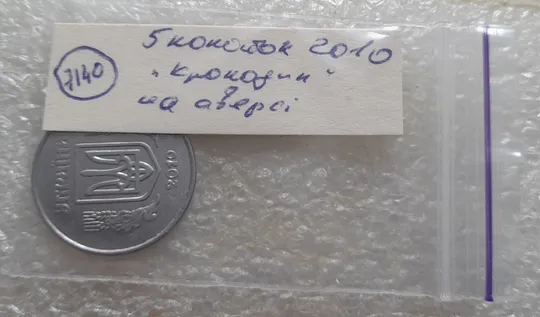 5 копійок 2010
7140
"Крокодил"
на аверсі
УКРАЇНА
2010